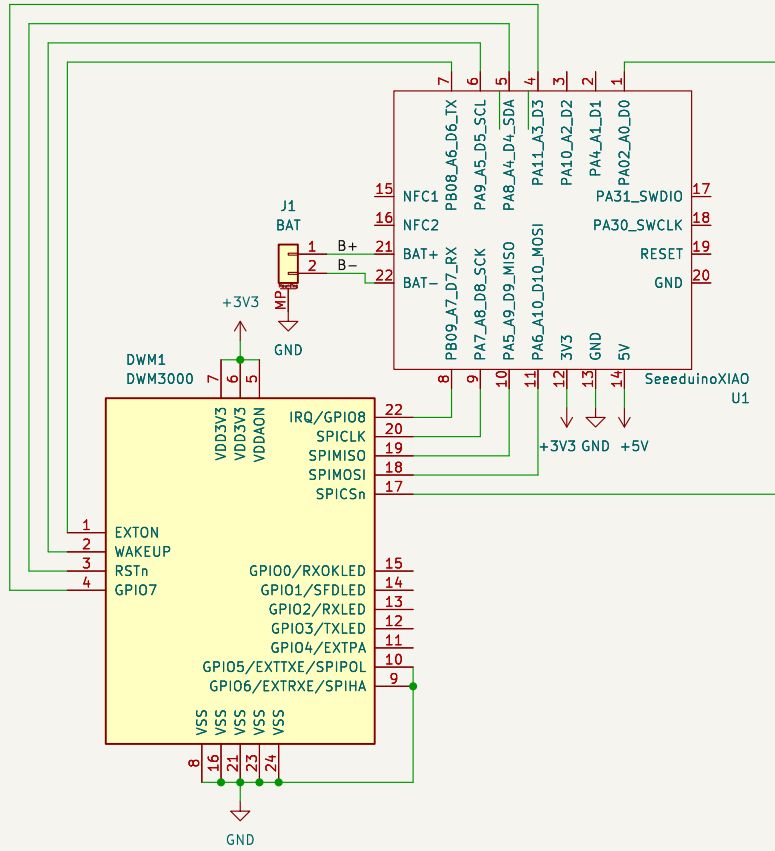 7
6
5
4
3
2
1
PB08_A6_D6_TX
PA9_A5_D5_SCL
PA8_A4_D4_SDA
PA11_A3_D3
PA10_A2_D2
PA4_A1_D1
PA02_A0_D0
15
NFC1
16
NFC2
21
BAT+
22
BAT-
PA31_SWDIO
17
PA30_SWCLK
18
RESET
19
GND
20
J1
BAT
1
B+
2
B-
MP
GND
PB09_A7_D7_RX
PA7_A8_D8_SCK
PA5_A9_D9_MISO
PA6_A10_D10_MOSI
3V3
GND
5V
8
9
10
11
12
13
14
SeeeduinoXIAO
U1
+3V3
GND
+5V
+3V3
DWM1
DWM3000
7
6
5
VDD3V3
VDD3V3
VDDAON
IRQ/GPIO8
22
SPICLK
20
SPIMISO
19
SPIMOSI
18
SPICSn
17
1
EXTON
2
WAKEUP
3
RSTn
4
GPIO7
GPIO0/RXOKLED
15
GPIO1/SFDLED
14
GPIO2/RXLED
13
GPIO3/TXLED
12
GPIO4/EXTPA
11
GPIO5/EXTTXE/SPIPOL
10
GPIO6/EXTRXE/SPIHA
9
VSS
VSS
VSS
VSS
VSS
8
16
21
23
24
GND